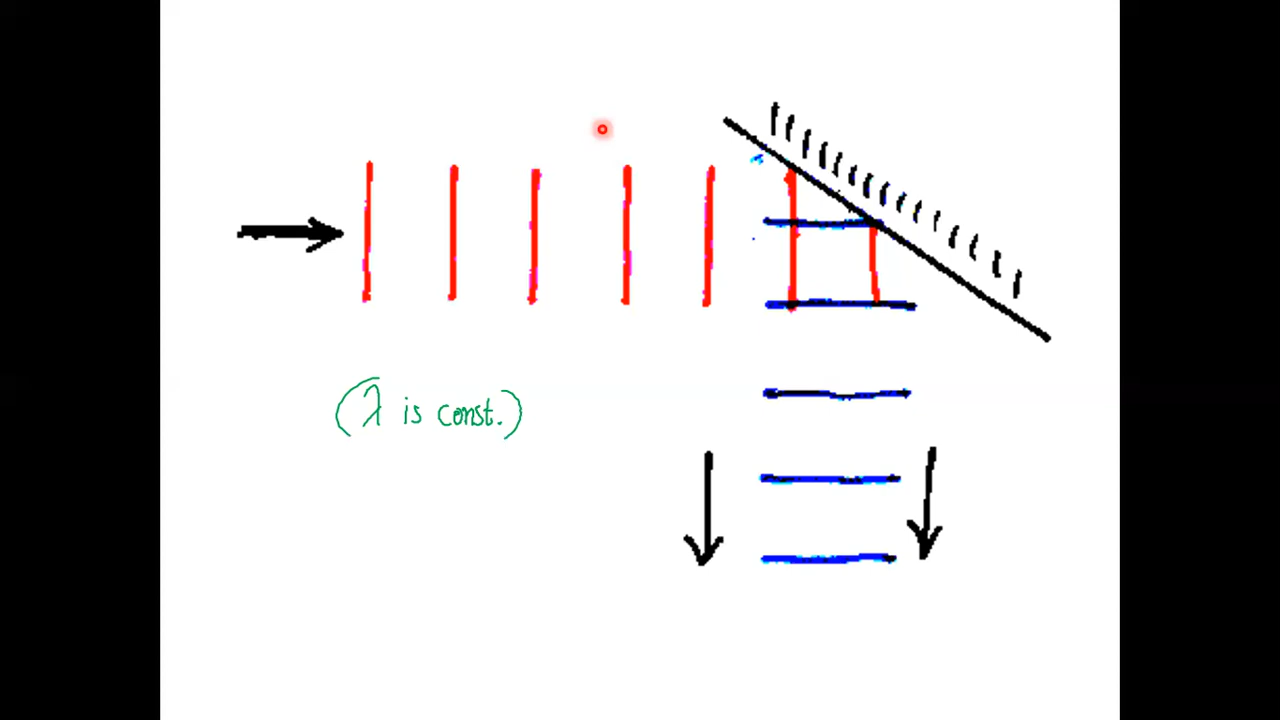 (λ is const.)